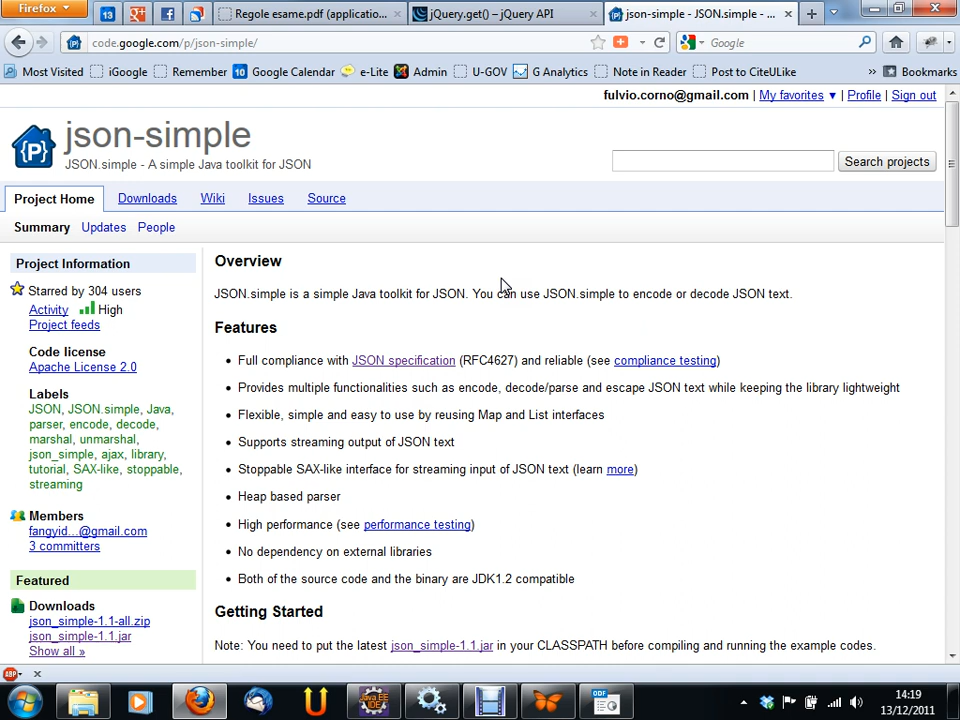 Firefox
13
Regole esame.pdf (applicatio...
jQuery.get() – jQuery API
json-simple - JSON.simple - ...
code.google.com/p/json-simple/
Google
Most Visited
iGoogle
Remember
10
Google Calendar
e-Lite
Admin
U-GOV
G Analytics
Note in Reader
Post to CiteULike
»
Bookmarks
fulvio.corno@gmail.com | My favorites ▼ | Profile | Sign out
{P}
json-simple
JSON.simple - A simple Java toolkit for JSON
Search projects
Project Home
Downloads
Wiki
Issues
Source
Summary
Updates
People
Project Information
Starred by 304 users
Activity High
Project feeds
Code license
Apache License 2.0
Labels
JSON, JSON.simple, Java,
parser, encode, decode,
marshal, unmarshal,
json_simple, ajax, library,
tutorial, SAX-like, stoppable,
streaming
Members
fangyid...@gmail.com
3 committers
Featured
Downloads
json_simple-1.1-all.zip
json_simple-1.1.jar
Show all »
Overview
JSON.simple is a simple Java toolkit for JSON. You can use JSON.simple to encode or decode JSON text.
Features
• Full compliance with JSON specification (RFC4627) and reliable (see compliance testing)
• Provides multiple functionalities such as encode, decode/parse and escape JSON text while keeping the library lightweight
• Flexible, simple and easy to use by reusing Map and List interfaces
• Supports streaming output of JSON text
• Stoppable SAX-like interface for streaming input of JSON text (learn more)
• Heap based parser
• High performance (see performance testing)
• No dependency on external libraries
• Both of the source code and the binary are JDK1.2 compatible
Getting Started
Note: You need to put the latest json_simple-1.1.jar in your CLASSPATH before compiling and running the example codes.
ABP
Java EE
IDE
ODF
14:19
13/12/2011